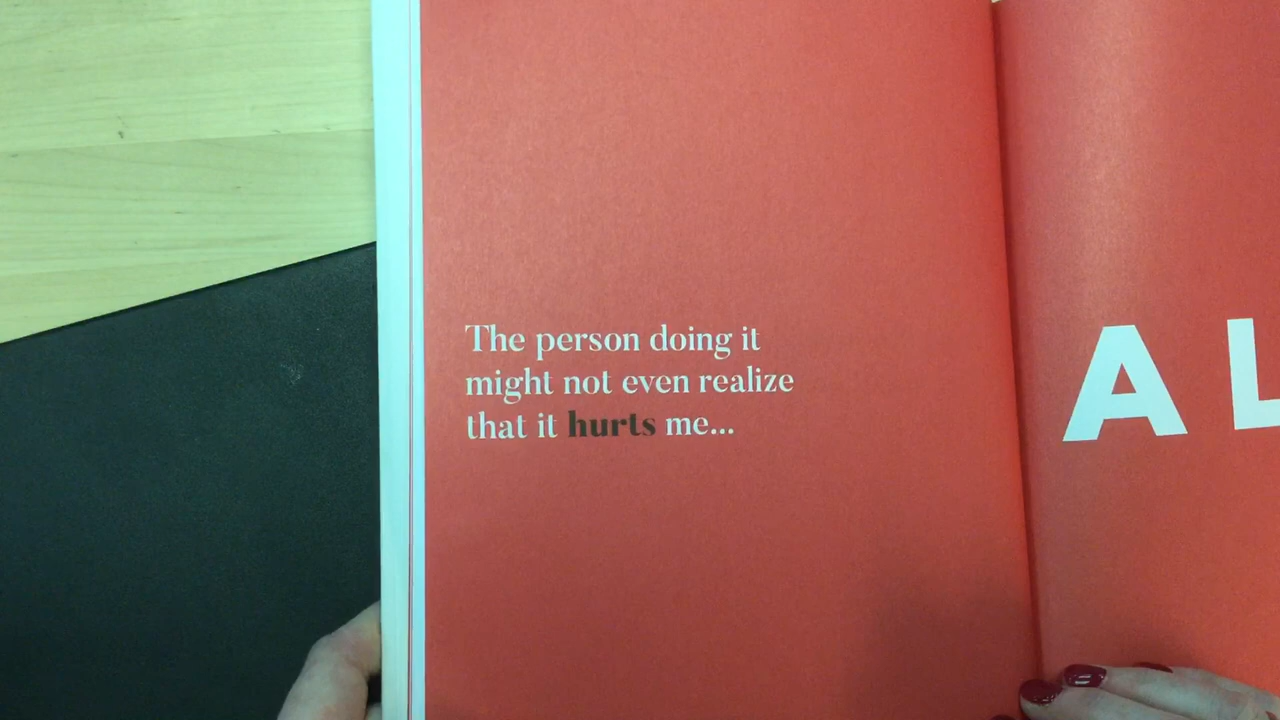 The person doing it
might not even realize
that it hurts me...
AL